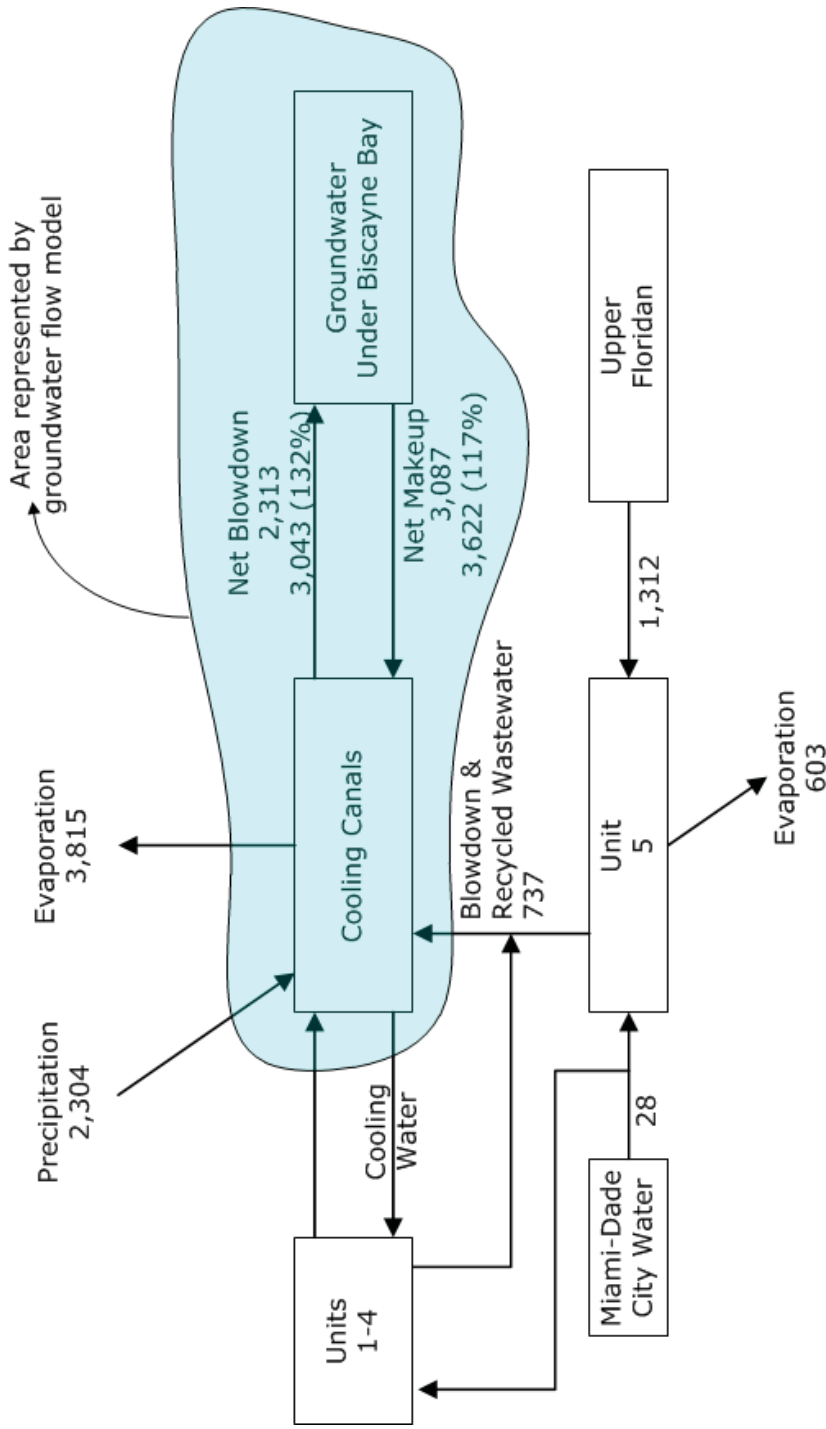 Area represented by
groundwater flow model
Precipitation
2,304
Evaporation
3,815
Net Blowdown
2,313
3,043 (132%)
Units
1-4
Cooling
Water
Cooling Canals
Net Makeup
3,087
3,622 (117%)
Groundwater
Under Biscayne Bay
Blowdown &
Recycled Wastewater
737
Miami-Dade
City Water
28
Unit
5
1,312
Upper
Floridan
Evaporation
603